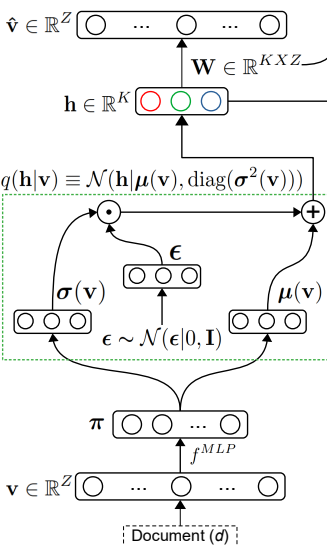 v̂ ∈ ℝ^Z ... ...
W ∈ ℝ^{KXZ}
h ∈ ℝ^K
q(h|v) ≡ 𝒩(h|μ(v), diag(σ²(v)))
⊙ +
ϵ
σ(v) μ(v)
ϵ ∼ 𝒩(ϵ|0, I)
π ...
f^{MLP}
v ∈ ℝ^Z ... ...
Document (d)